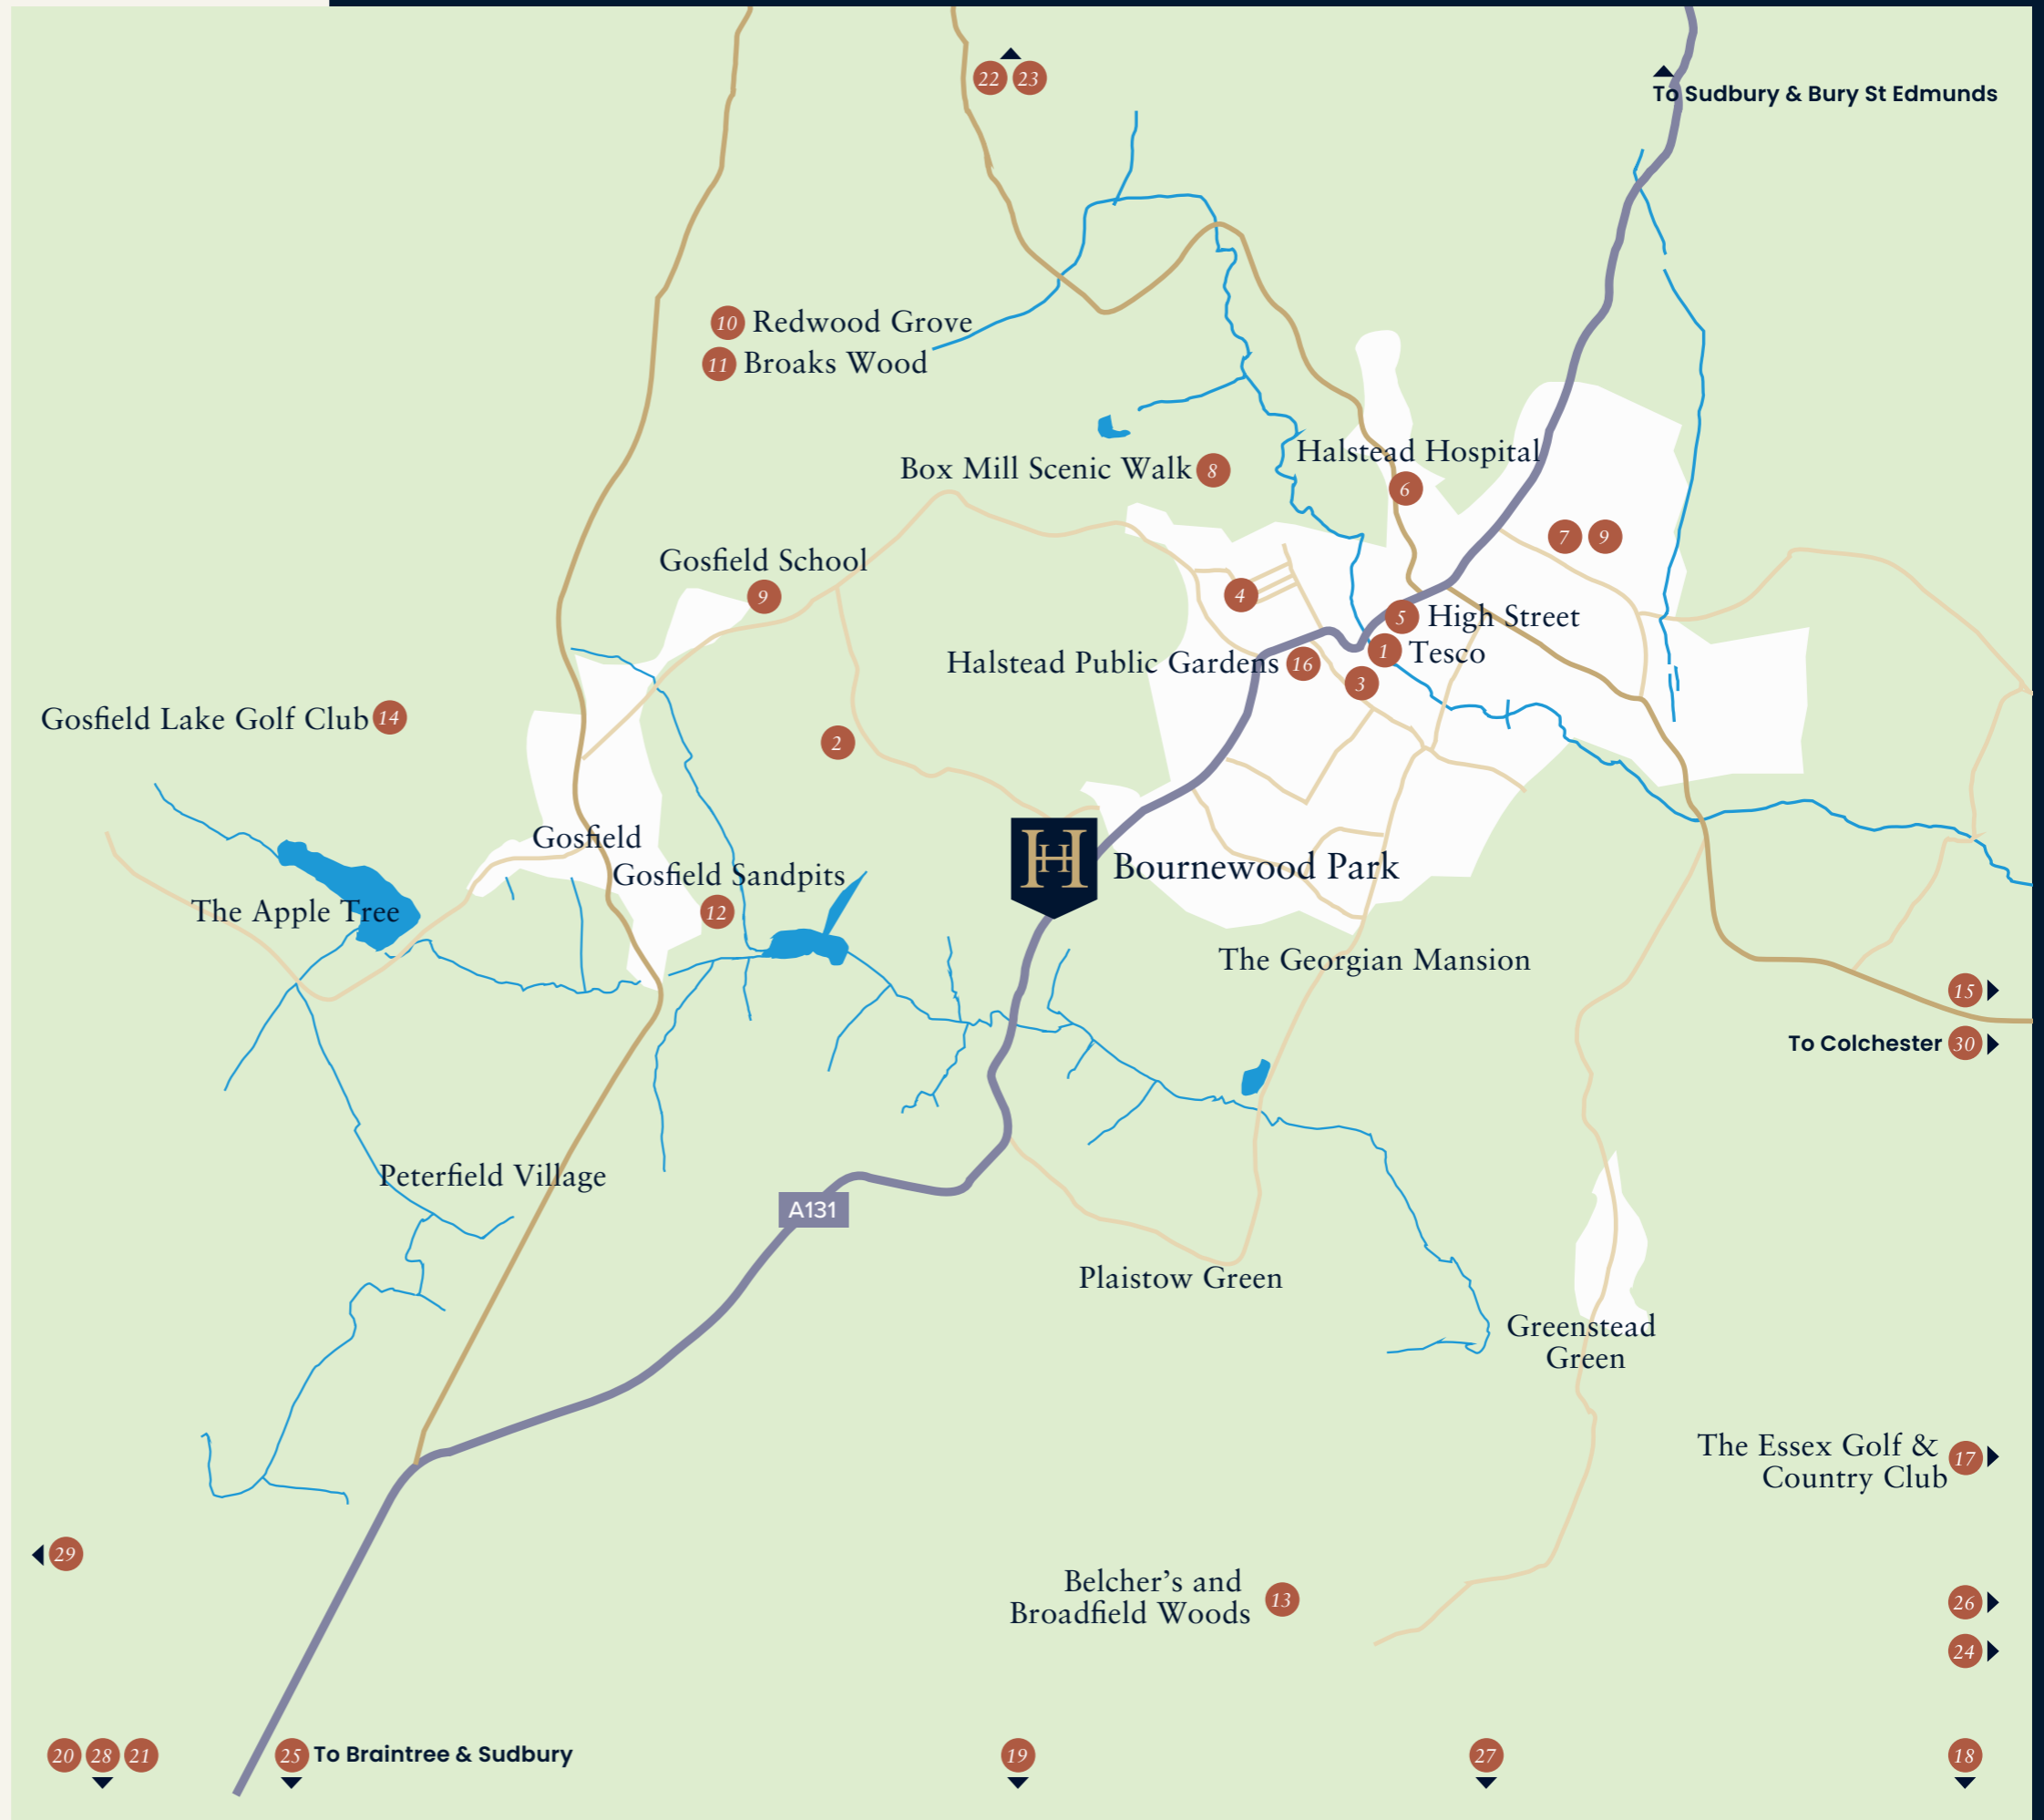 22 23
To Sudbury & Bury St Edmunds
10 Redwood Grove
11 Broaks Wood
Halstead Hospital
6
Box Mill Scenic Walk 8
7 9
Gosfield School
9
4
5 High Street
1 Tesco
Halstead Public Gardens 16
3
Gosfield Lake Golf Club 14
2
Gosfield
H H Bournewood Park
Gosfield Sandpits
12
The Apple Tree
The Georgian Mansion
15
To Colchester 30
Peterfield Village
A131
Plaistow Green
Greenstead
Green
The Essex Golf &
Country Club 17
29
Belcher’s and
Broadfield Woods 13
26
24
20 28 21
25 To Braintree & Sudbury
19
27
18